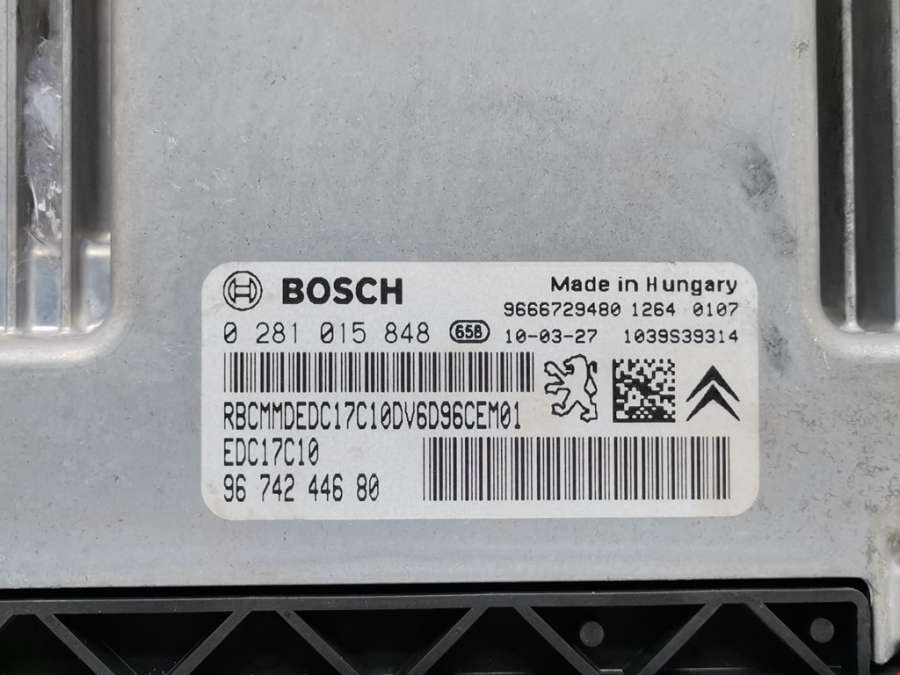 BOSCH
Made in Hungary
9666729480 1264 0107
0 281 015 848 658 10-03-27 1039S39314
RBCMMDEDC17C10DV6D96CEM01
EDC17C10
96 742 446 80